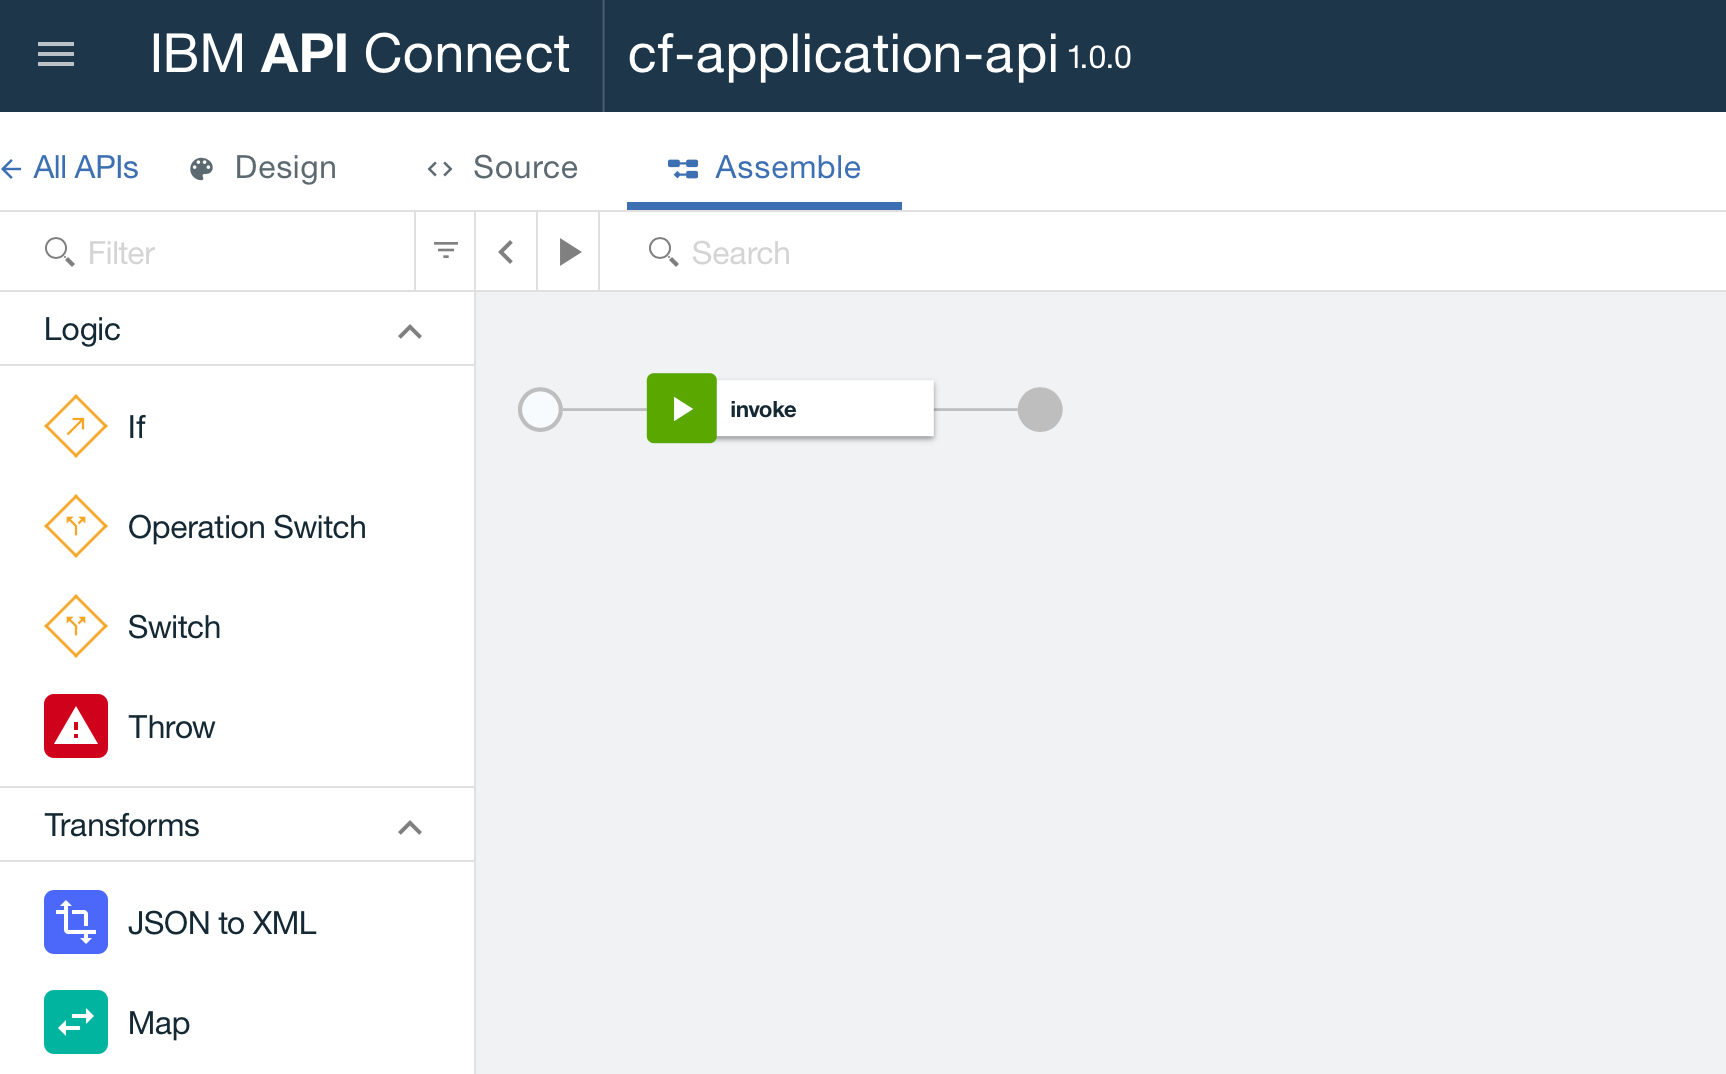 IBM API Connect
cf-application-api 1.0.0
All APIs
Design
Source
Assemble
Filter
Search
Logic
If
Operation Switch
Switch
Throw
Transforms
JSON to XML
Map
invoke